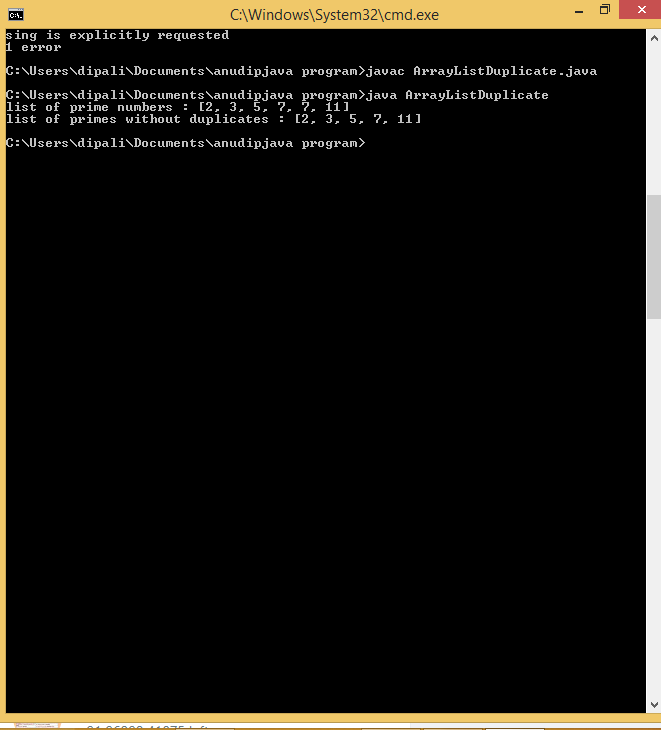 C:\Windows\System32\cmd.exe
sing is explicitly requested
1 error
C:\Users\dipali\Documents\anudipjava program>javac ArrayListDuplicate.java
C:\Users\dipali\Documents\anudipjava program>java ArrayListDuplicate
list of prime numbers : [2, 3, 5, 7, 7, 11]
list of primes without duplicates : [2, 3, 5, 7, 11]
C:\Users\dipali\Documents\anudipjava program>